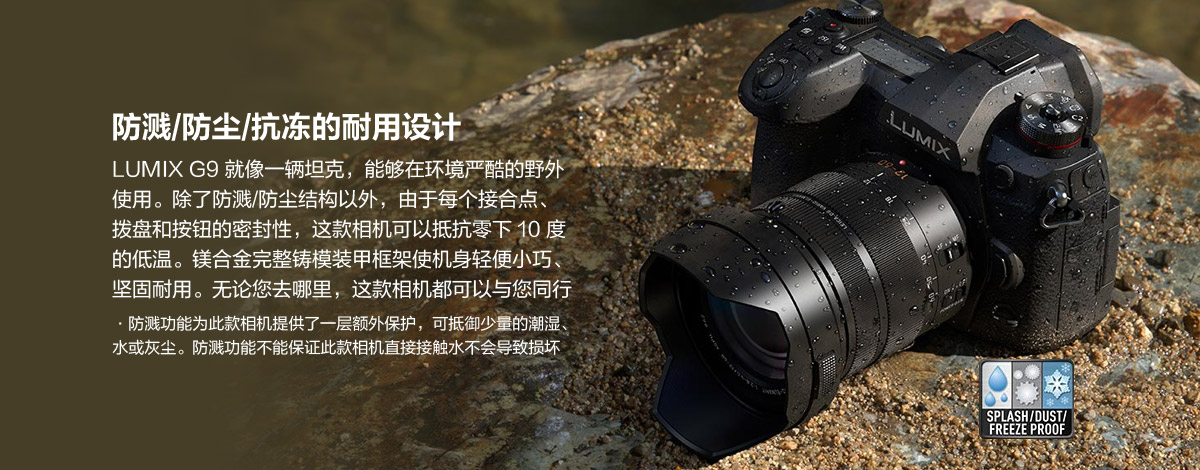 防溅/防尘/抗冻的耐用设计
LUMIX G9 就像一辆坦克，能够在环境严酷的野外
使用。除了防溅/防尘结构以外，由于每个接合点、
拨盘和按钮的密封性，这款相机可以抵抗零下 10 度
的低温。镁合金完整铸模装甲框架使机身轻便小巧、
坚固耐用。无论您去哪里，这款相机都可以与您同行
· 防溅功能为此款相机提供了一层额外保护，可抵御少量的潮湿、
水或灰尘。防溅功能不能保证此款相机直接接触水不会导致损坏
LUMIX
SPLASH/DUST/
FREEZE PROOF